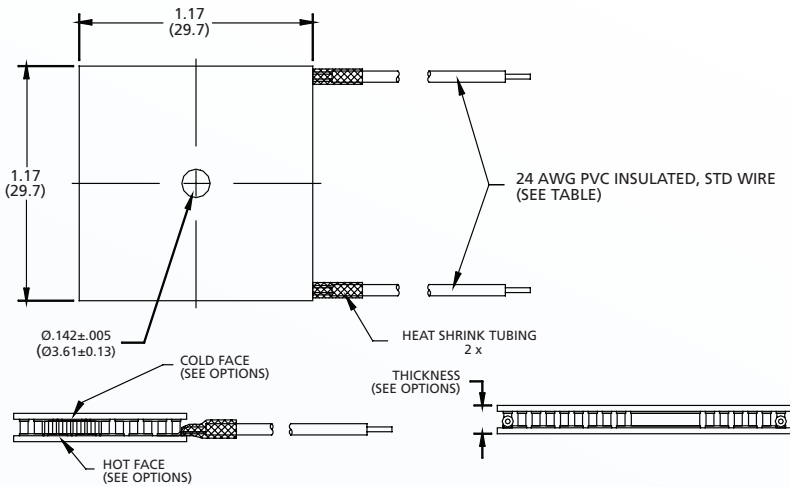 1.17
(29.7)
1.17
(29.7)
24 AWG PVC INSULATED, STD WIRE
(SEE TABLE)
Ø.142±.005
(Ø3.61±0.13)
HEAT SHRINK TUBING
2 x
COLD FACE
(SEE OPTIONS)
THICKNESS
(SEE OPTIONS)
HOT FACE
(SEE OPTIONS)